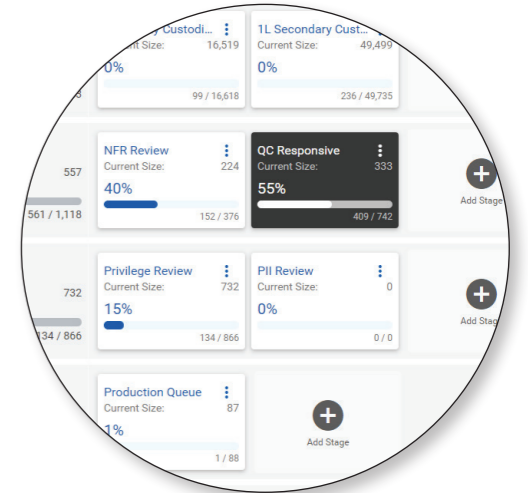 y Custodi...
1L Secondary Cust...
nt Size: 16,519
Current Size: 49,499
0%
0%
99 / 16,618
236 / 49,735
NFR Review
QC Responsive
557
Current Size: 224
Current Size: 333
40%
55%
Add Stage
561 / 1,118
152 / 376
409 / 742
Privilege Review
PII Review
732
Current Size: 732
Current Size: 0
15%
0%
Add Stag
134 / 866
134 / 866
0 / 0
Production Queue
Current Size: 87
1%
Add Stage
1 / 88